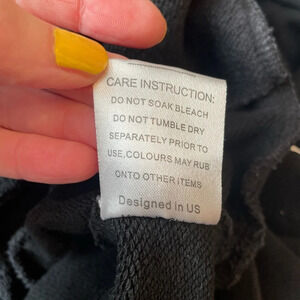 CARE INSTRUCTION:
DO NOT SOAK BLEACH
DO NOT TUMBLE DRY
SEPARATELY PRIOR TO
USE,COLOURS MAY RUB
ONTO OTHER ITEMS
Designed in US